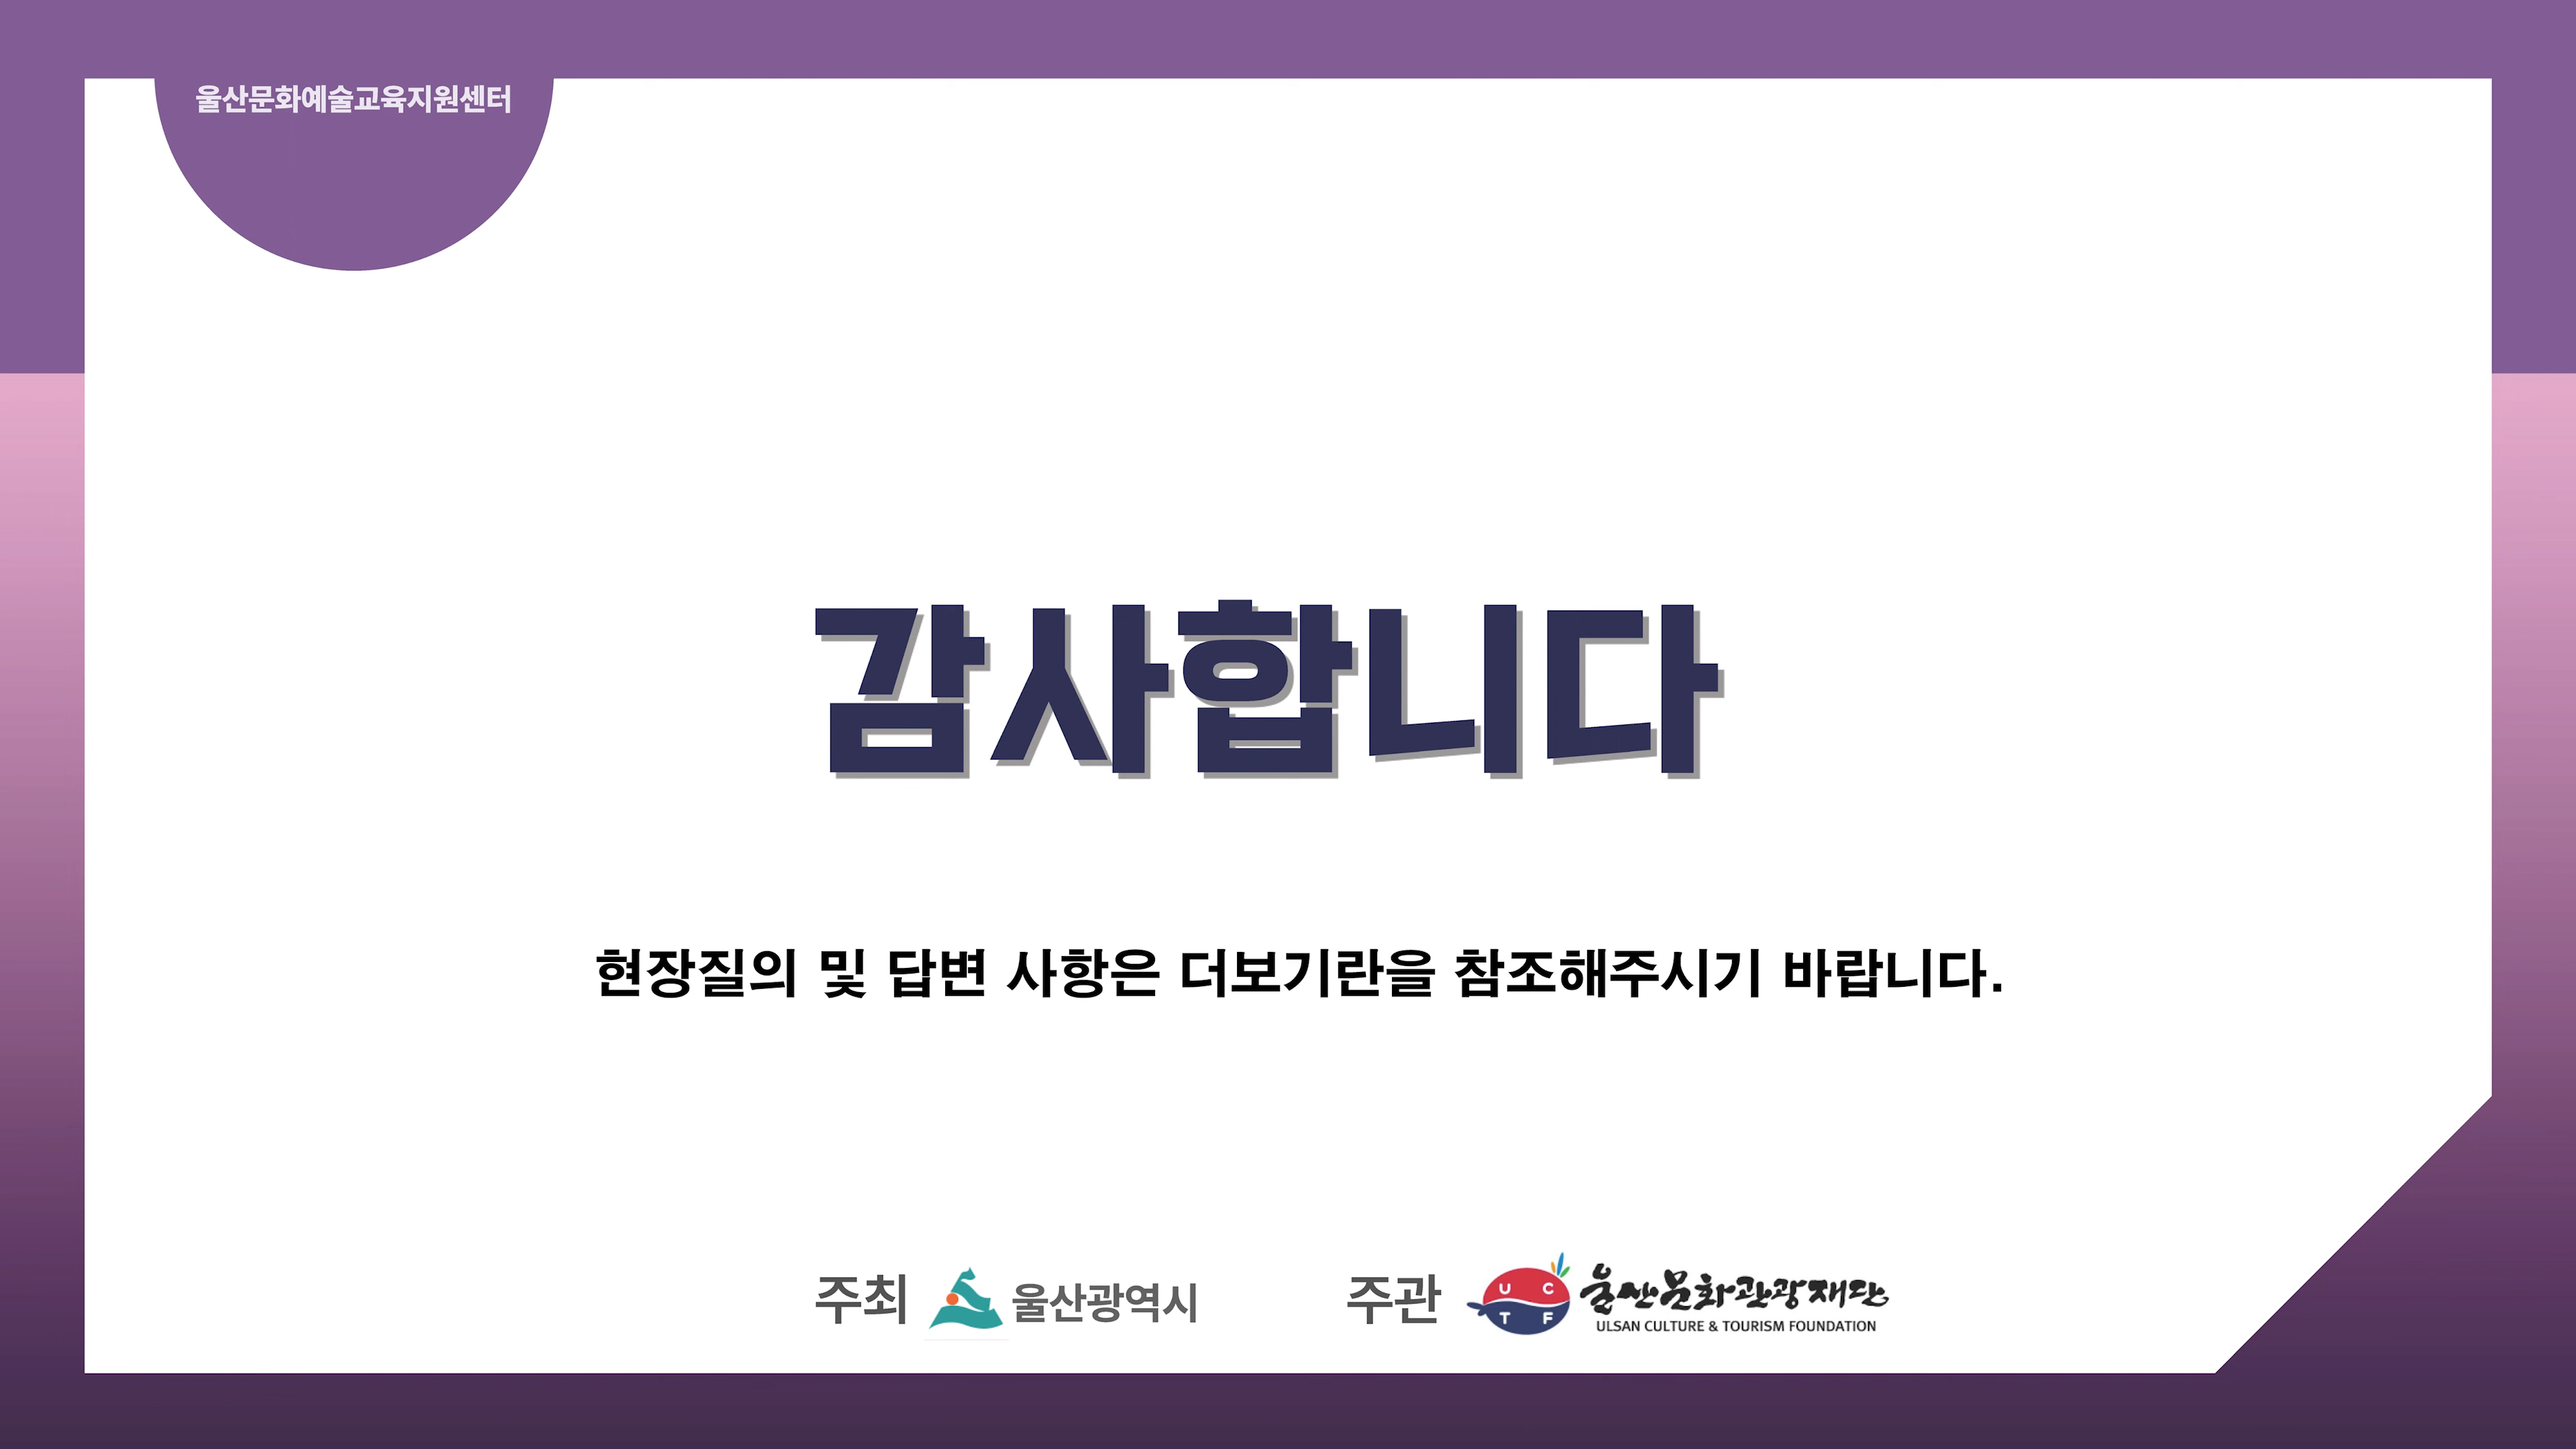 울산문화예술교육지원센터
감사합니다
현장질의 및 답변 사항은 더보기란을 참조해주시기 바랍니다.
주최 울산광역시 주관 UCTF 울산문화관광재단
ULSAN CULTURE & TOURISM FOUNDATION